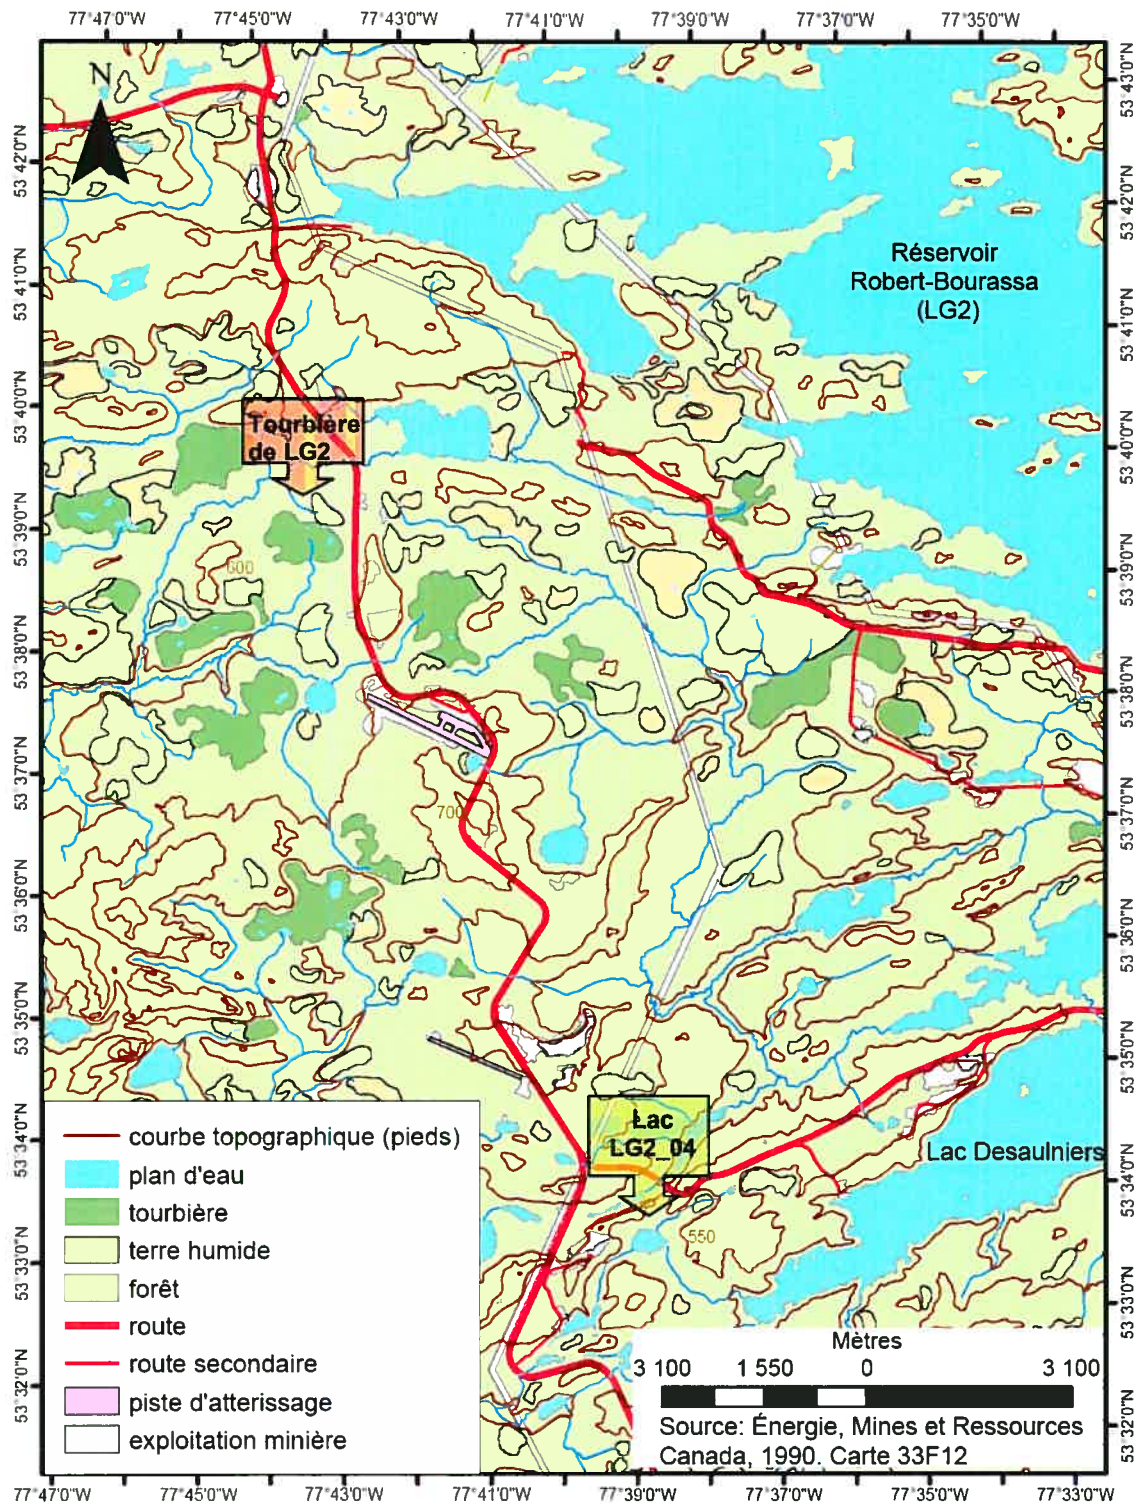 77°47'0"W 77°45'0"W 77°43'0"W 77°41'0"W 77°39'0"W 77°37'0"W 77°35'0"W
N
53°42'0"N
53°41'0"N
53°40'0"N
53°39'0"N
53°38'0"N
53°37'0"N
53°36'0"N
53°35'0"N
53°34'0"N
53°33'0"N
53°32'0"N
53°43'0"N
53°42'0"N
53°41'0"N
53°40'0"N
53°39'0"N
53°38'0"N
53°37'0"N
53°36'0"N
53°35'0"N
53°34'0"N
53°33'0"N
53°32'0"N
Réservoir
Robert-Bourassa
(LG2)
Tourbière
de LG2
600
700
Lac
LG2_04
Lac Desaulniers
550
courbe topographique (pieds)
plan d'eau
tourbière
terre humide
forêt
route
route secondaire
piste d'atterissage
exploitation minière
Mètres
3 100 1 550 0 3 100
Source: Énergie, Mines et Ressources
Canada, 1990. Carte 33F12
77°47'0"W 77°45'0"W 77°43'0"W 77°41'0"W 77°39'0"W 77°37'0"W 77°35'0"W 77°33'0"W